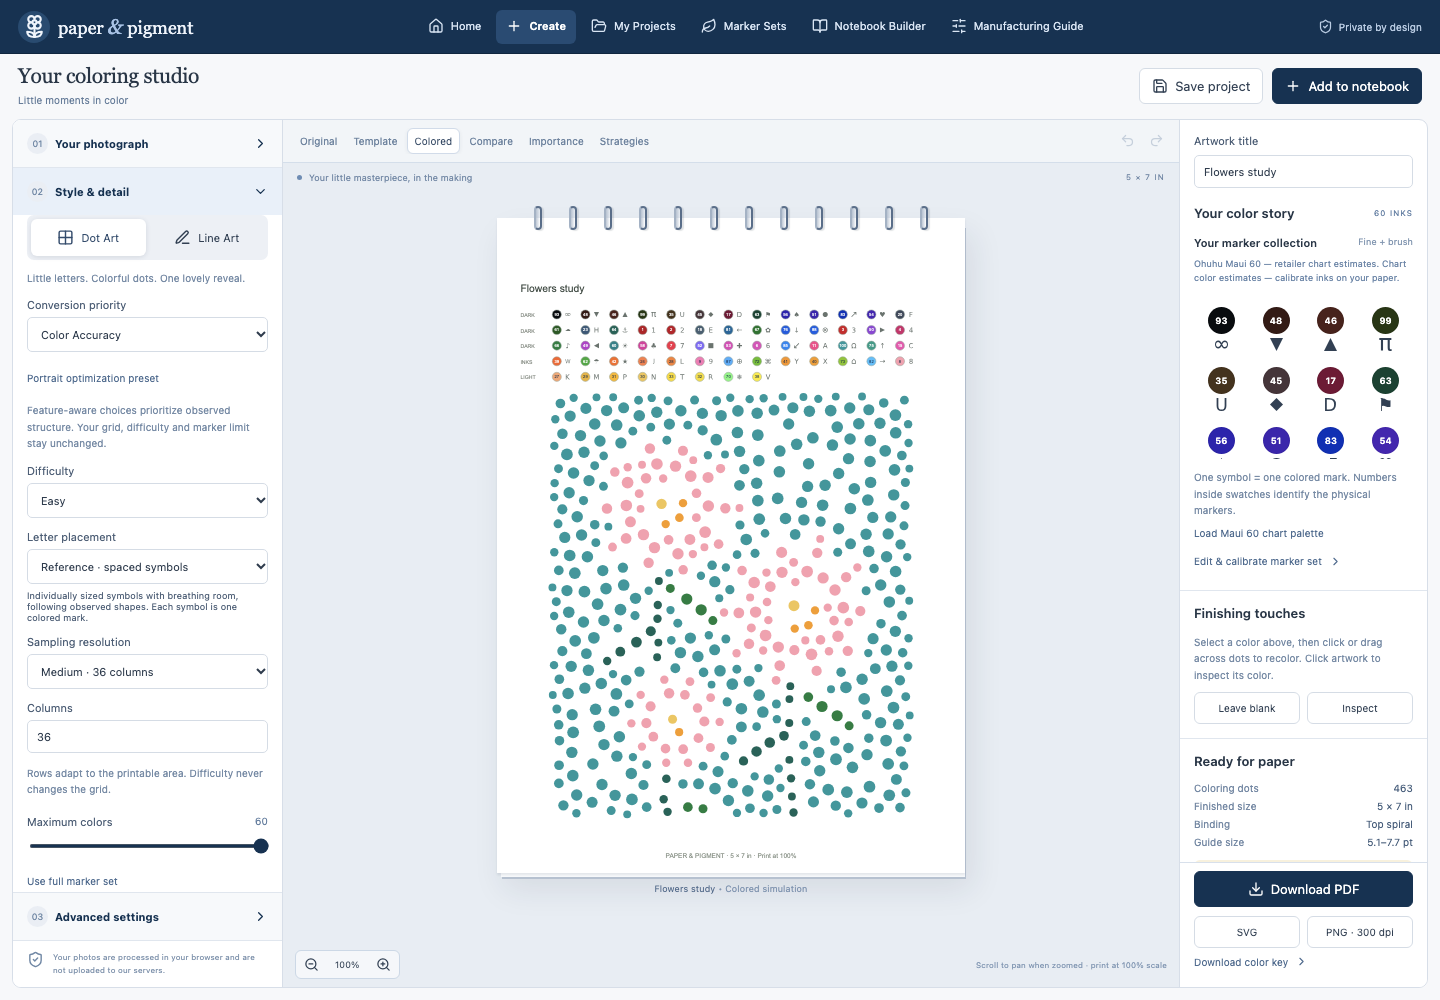 paper & pigment
Home
Create
My Projects
Marker Sets
Notebook Builder
Manufacturing Guide
Private by design
Your coloring studio
Little moments in color
Save project
Add to notebook
01 Your photograph
02 Style & detail
Dot Art
Line Art
Little letters. Colorful dots. One lovely reveal.
Conversion priority
Color Accuracy
Portrait optimization preset
Feature-aware choices prioritize observed
structure. Your grid, difficulty and marker limit
stay unchanged.
Difficulty
Easy
Letter placement
Reference · spaced symbols
Individually sized symbols with breathing room,
following observed shapes. Each symbol is one
colored mark.
Sampling resolution
Medium · 36 columns
Columns
36
Rows adapt to the printable area. Difficulty never
changes the grid.
Maximum colors 60
Use full marker set
03 Advanced settings
Your photos are processed in your browser and are
not uploaded to our servers.
Original
Template
Colored
Compare
Importance
Strategies
Your little masterpiece, in the making
5 × 7 IN
Flowers study
DARK
DARK
DARK
INKS
LIGHT
PAPER & PIGMENT · 5 × 7 in · Print at 100%
Flowers study · Colored simulation
100%
Scroll to pan when zoomed · print at 100% scale
Artwork title
Flowers study
Your color story 60 INKS
Your marker collection Fine + brush
Ohuhu Maui 60 — retailer chart estimates. Chart
color estimates — calibrate inks on your paper.
93 48 46 99
∞ ▼ ▲ π
35 45 17 63
U ◆ D ⚑
56 51 83 54
One symbol = one colored mark. Numbers
inside swatches identify the physical
markers.
Load Maui 60 chart palette
Edit & calibrate marker set
Finishing touches
Select a color above, then click or drag
across dots to recolor. Click artwork to
inspect its color.
Leave blank
Inspect
Ready for paper
Coloring dots 463
Finished size 5 × 7 in
Binding Top spiral
Guide size 5.1–7.7 pt
Download PDF
SVG
PNG · 300 dpi
Download color key